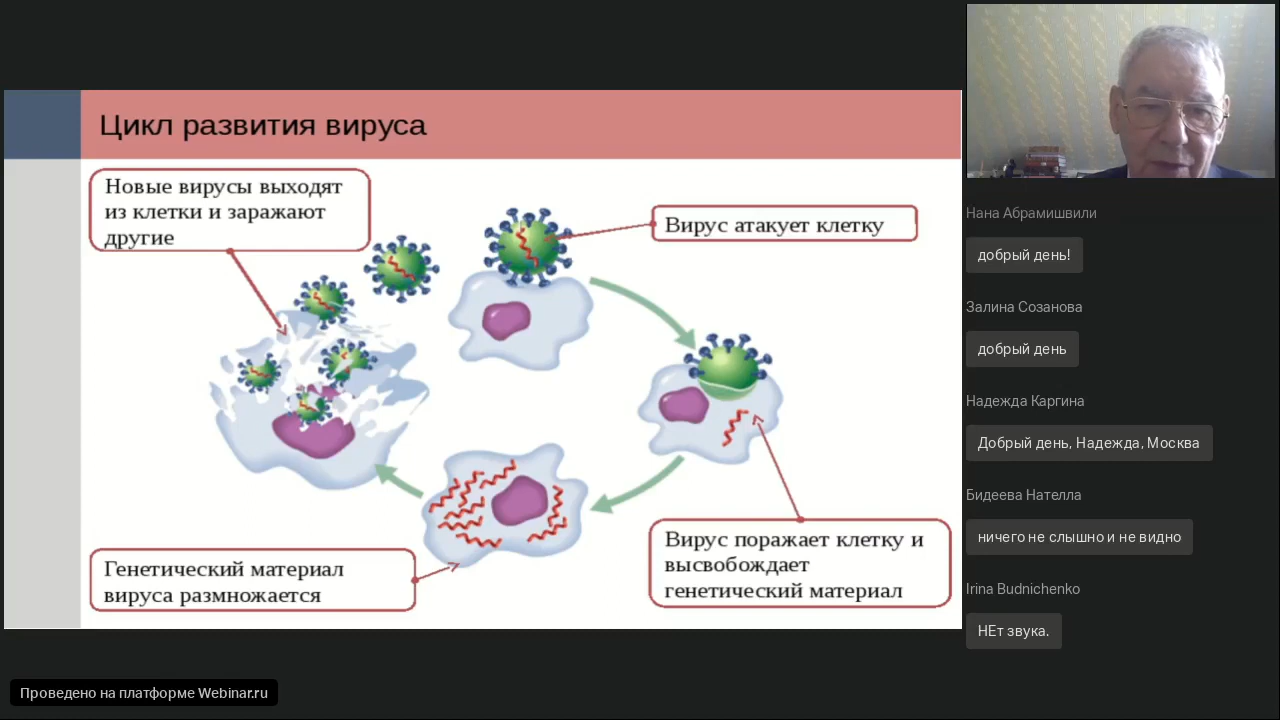 Цикл развития вируса
Новые вирусы выходят
из клетки и заражают
другие
Вирус атакует клетку
Генетический материал
вируса размножается
Вирус поражает клетку и
высвобождает
генетический материал
Нана Абрамишвили
добрый день!
Залина Созанова
добрый день
Надежда Каргина
Добрый день, Надежда, Москва
Бидеева Нателла
ничего не слышно и не видно
Irina Budnichenko
НЕт звука.
Проведено на платформе Webinar.ru